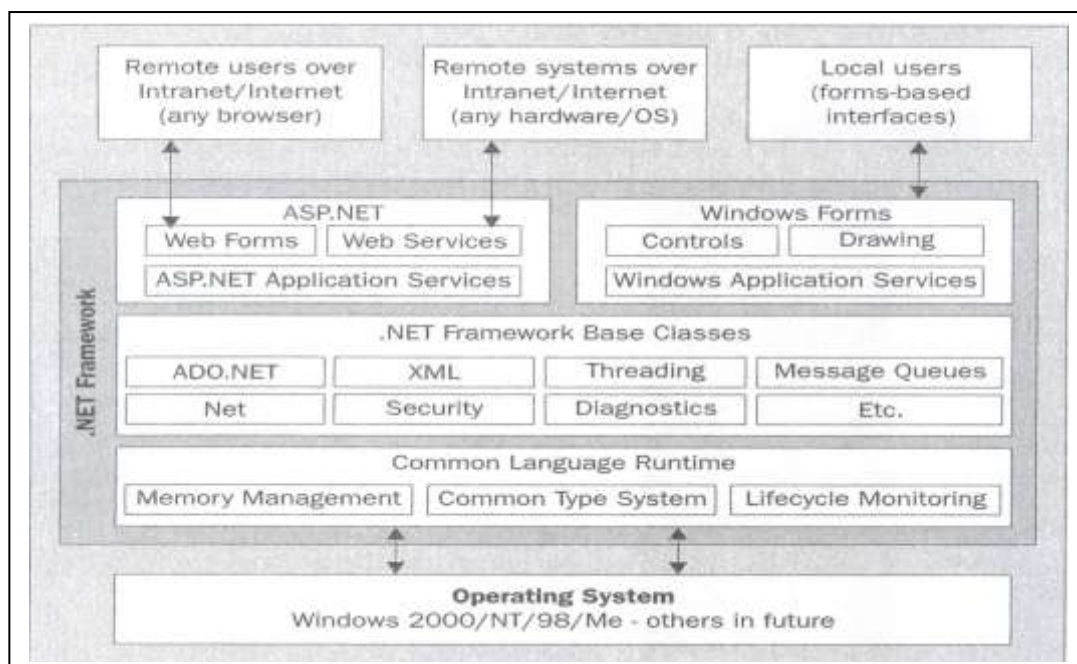 Remote users over
Intranet/Internet
(any browser)
Remote systems over
Intranet/Internet
(any hardware/OS)
Local users
(forms-based
interfaces)
.NET Framework
ASP.NET
Web Forms
Web Services
ASP.NET Application Services
Windows Forms
Controls
Drawing
Windows Application Services
.NET Framework Base Classes
ADO.NET
XML
Threading
Message Queues
Net
Security
Diagnostics
Etc.
Common Language Runtime
Memory Management
Common Type System
Lifecycle Monitoring
Operating System
Windows 2000/NT/98/Me - others in future